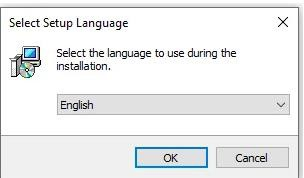 Select Setup Language
Select the language to use during the
installation.
English
OK
Cancel